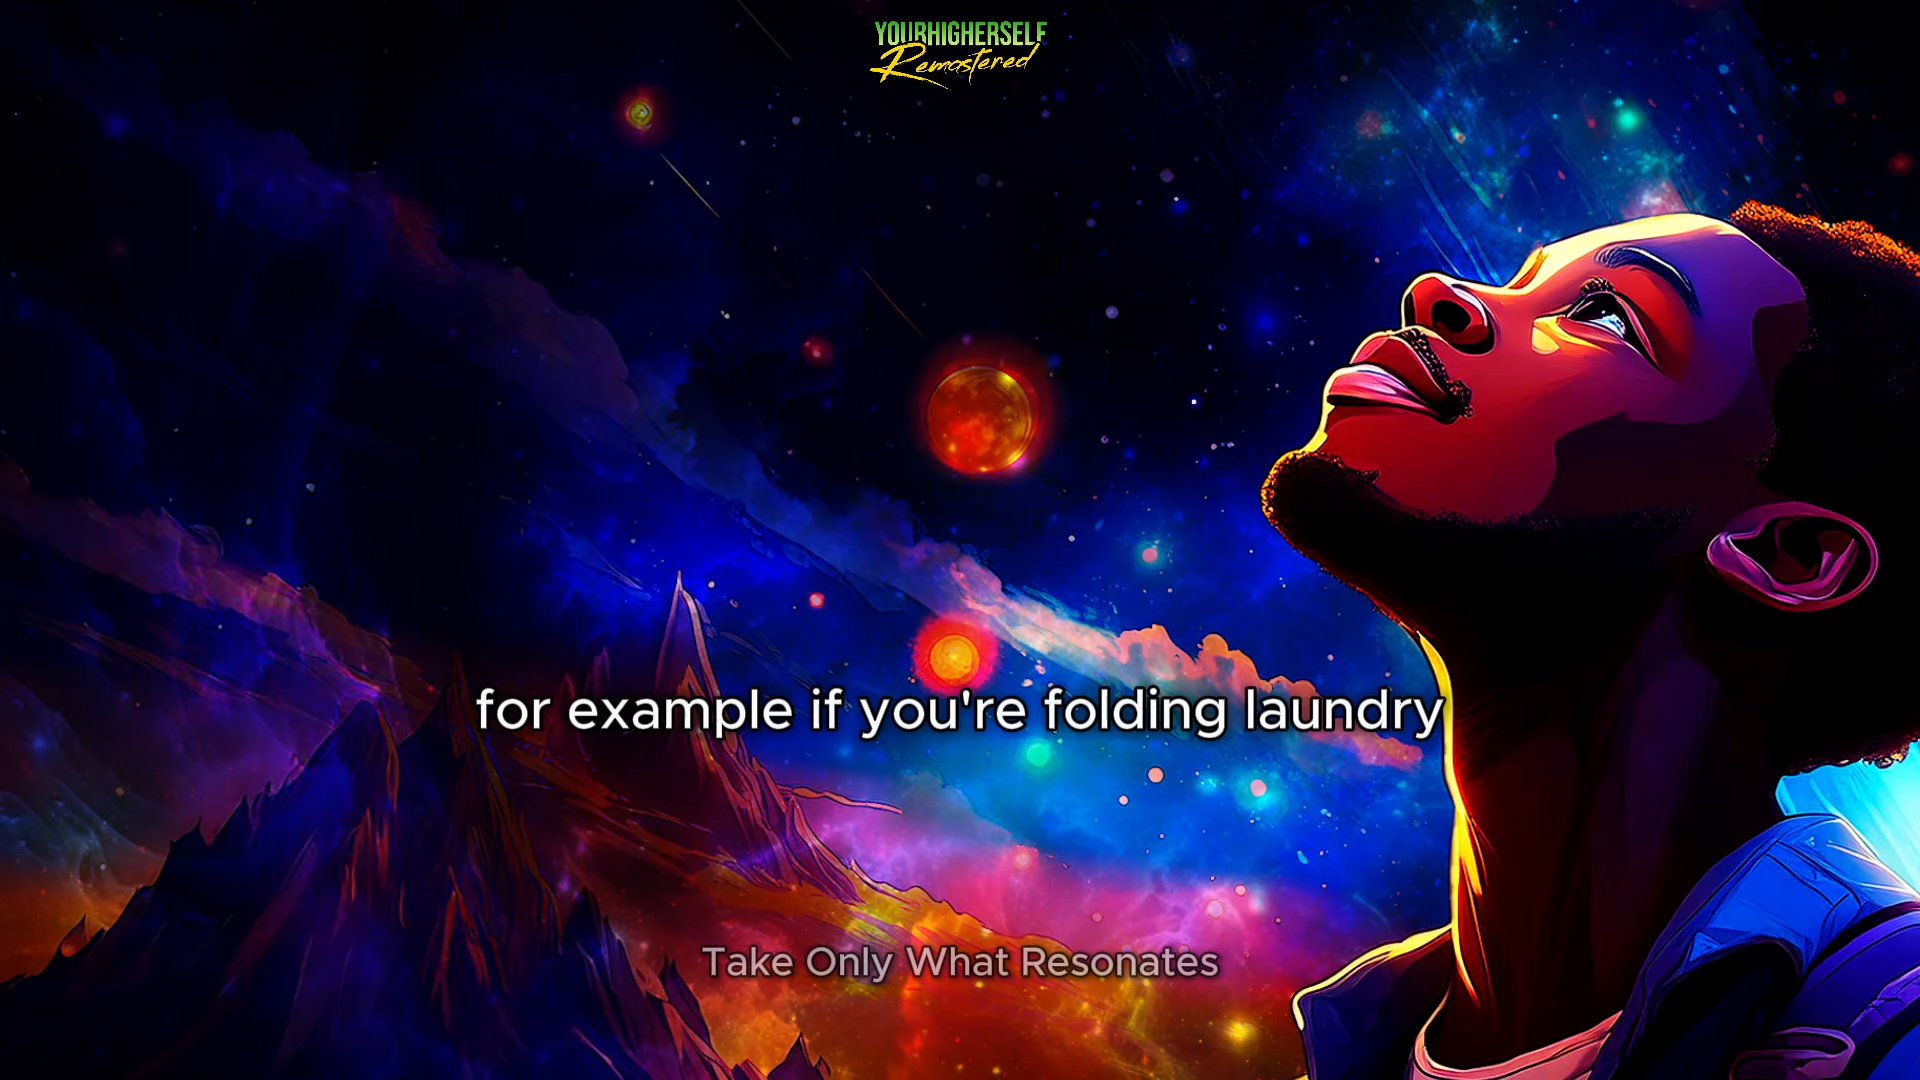 YOURHIGHERSELF
Remastered
for example if you're folding laundry
Take Only What Resonates